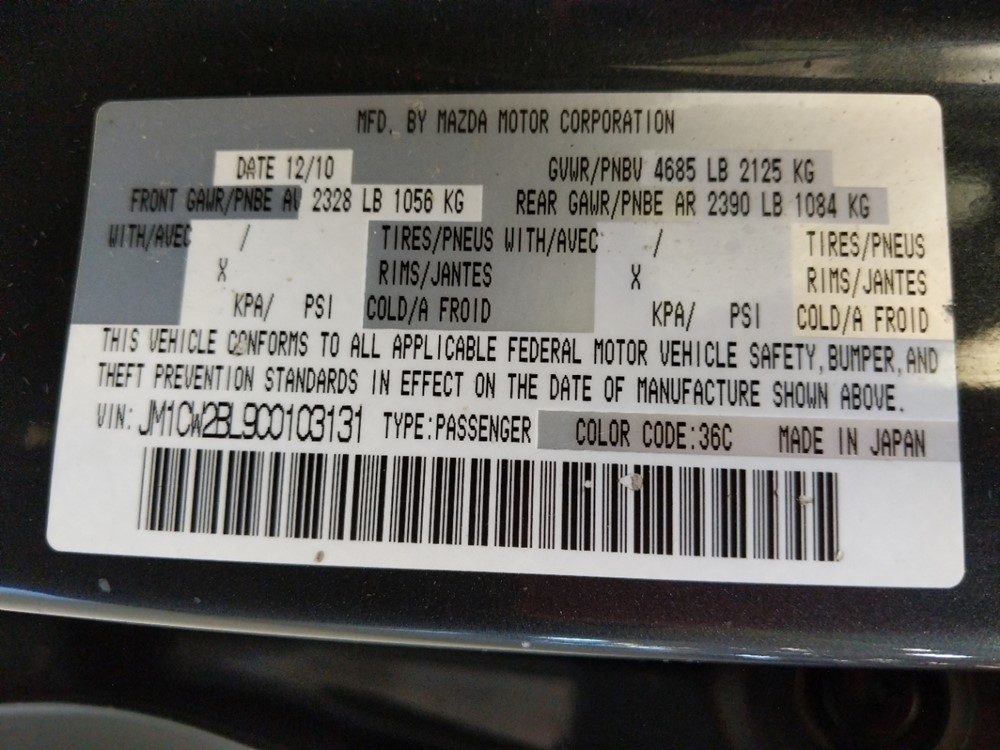 MFD. BY MAZDA MOTOR CORPORATION
DATE 12/10 GVWR/PNBV 4685 LB 2125 KG
FRONT GAWR/PNBE AV 2328 LB 1056 KG REAR GAWR/PNBE AR 2390 LB 1084 KG
WITH/AVEC / TIRES/PNEUS WITH/AVEC / TIRES/PNEUS
X RIMS/JANTES X RIMS/JANTES
KPA/ PSI COLD/A FROID KPA/ PSI COLD/A FROID
THIS VEHICLE CONFORMS TO ALL APPLICABLE FEDERAL MOTOR VEHICLE SAFETY, BUMPER, AND
THEFT PREVENTION STANDARDS IN EFFECT ON THE DATE OF MANUFACTURE SHOWN ABOVE.
VIN: JM1CW2BL9C0103131 TYPE:PASSENGER COLOR CODE:36C MADE IN JAPAN